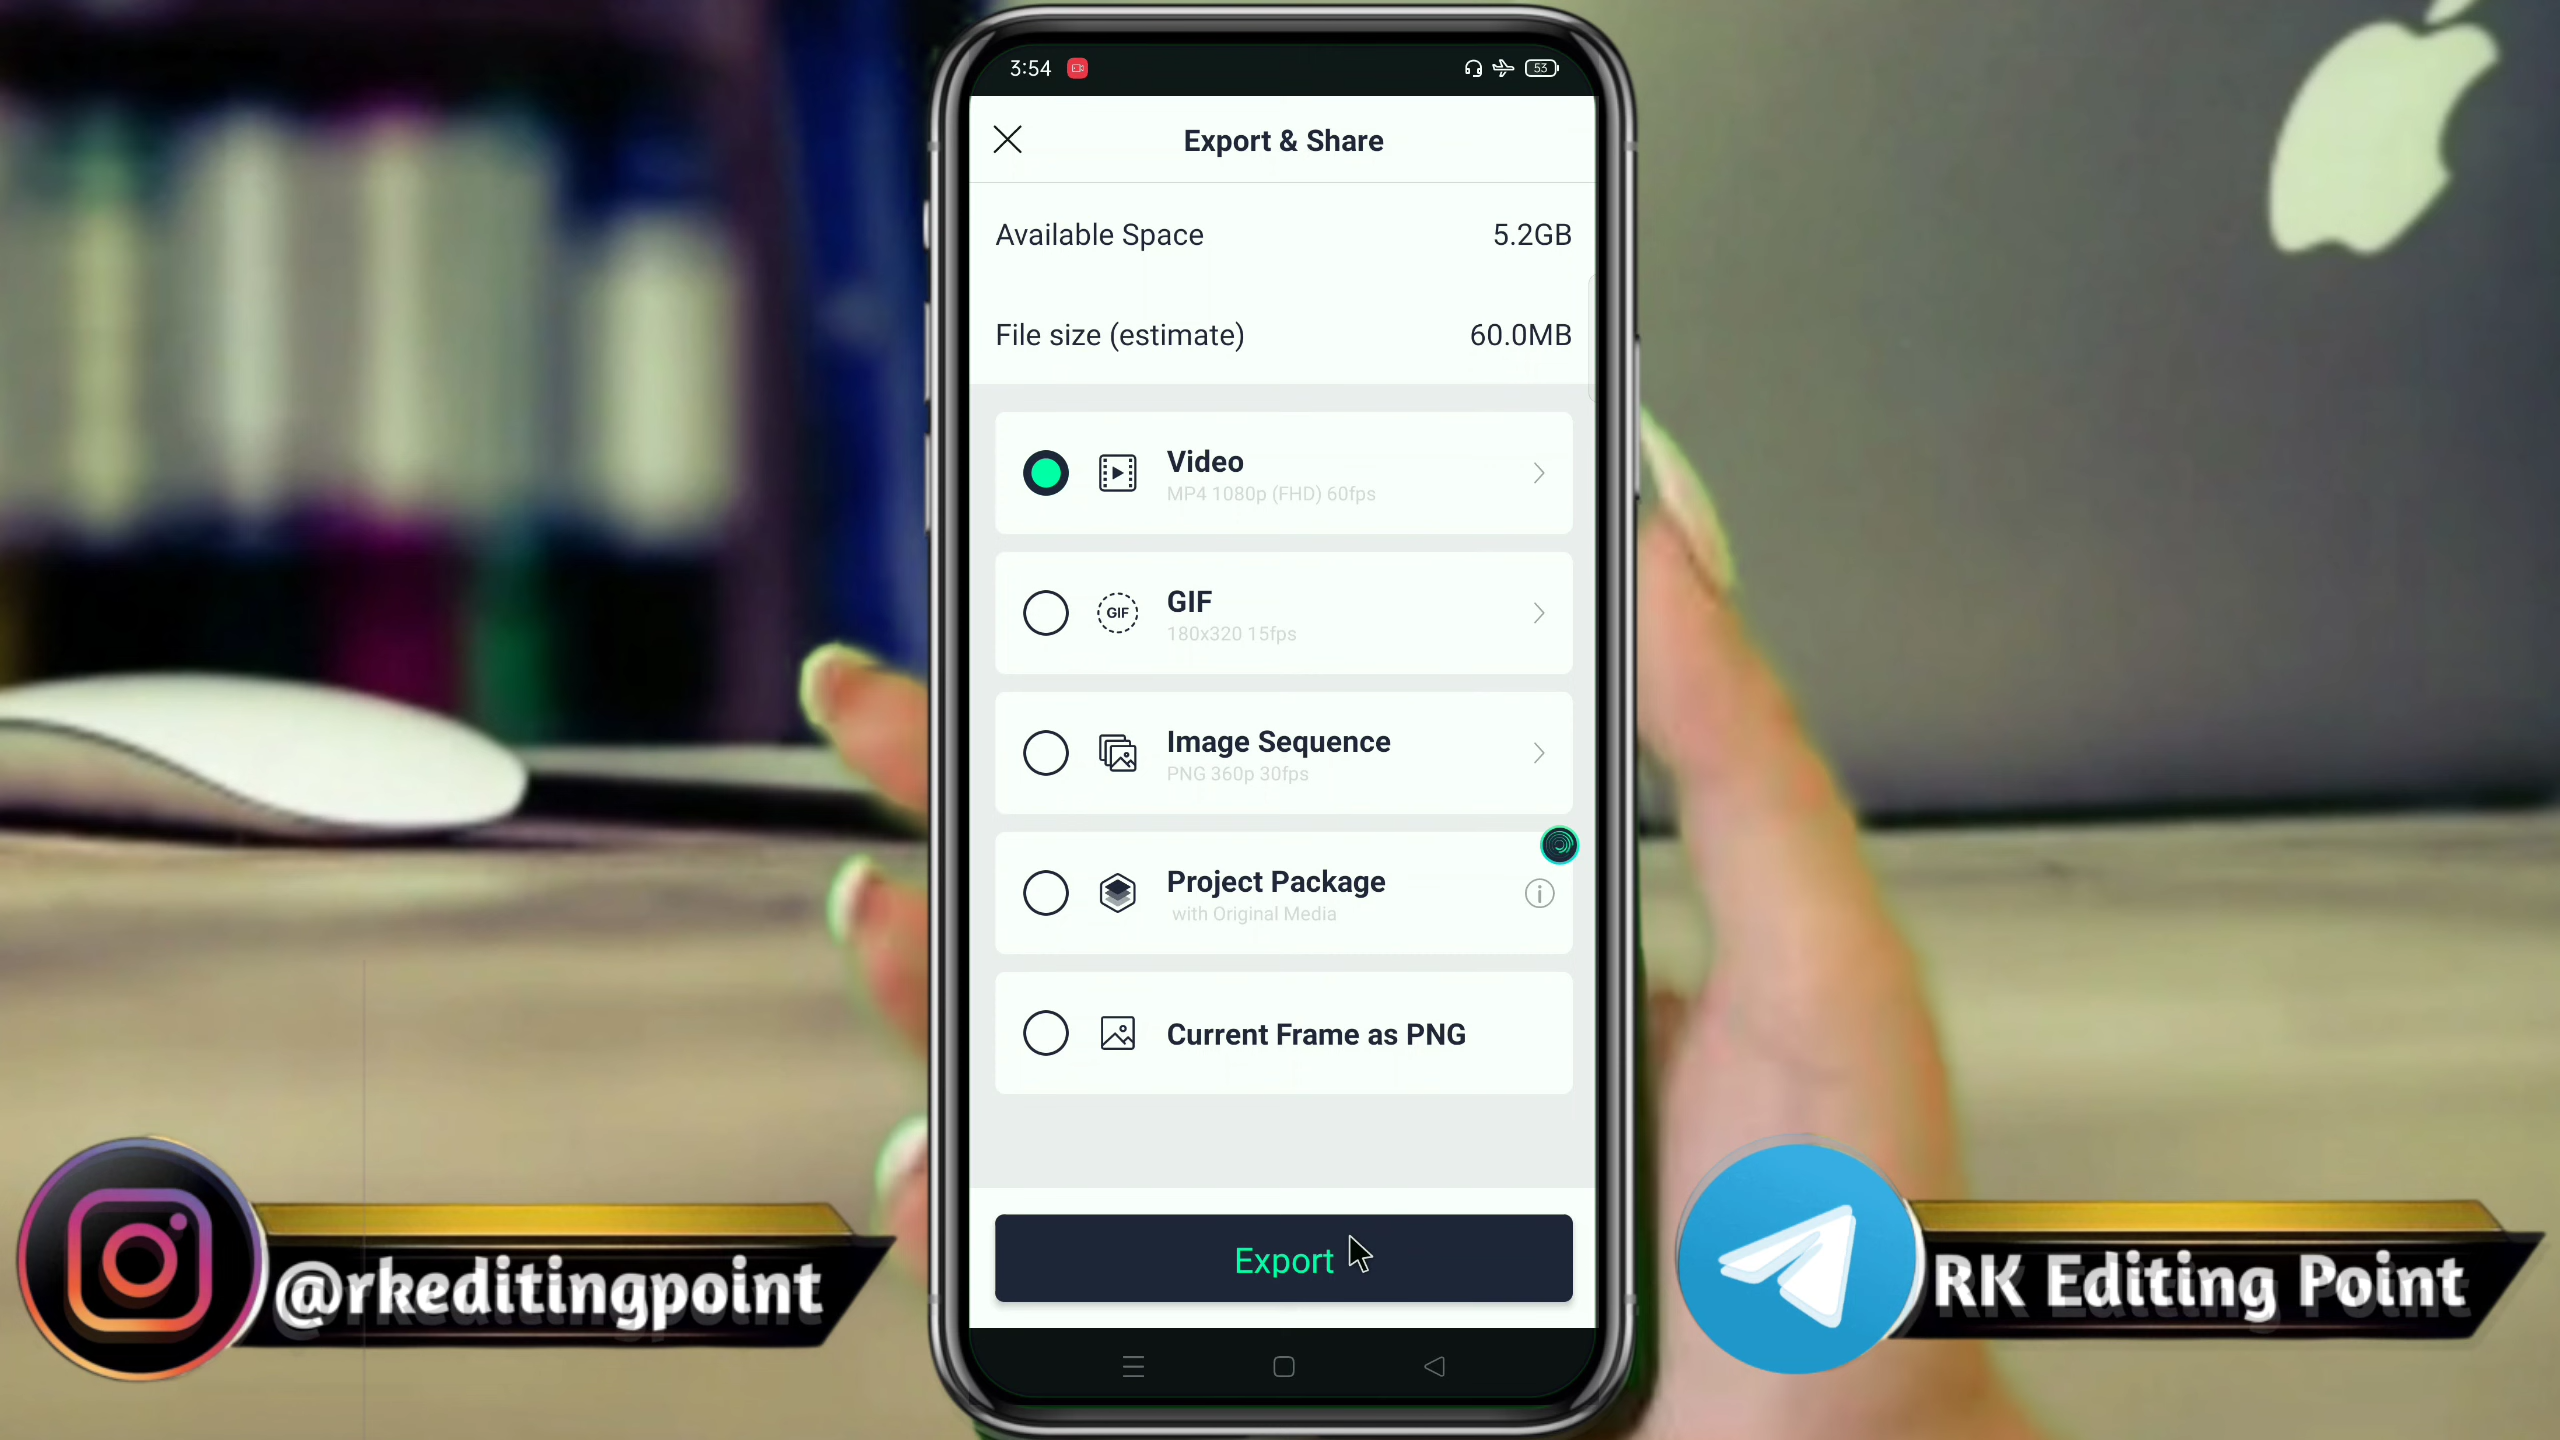 3:54
53
Export & Share
Available Space 5.2GB
File size (estimate) 60.0MB
Video
MP4 1080p (FHD) 60fps
GIF
GIF
180x320 15fps
Image Sequence
PNG 360p 30fps
Project Package
with Original Media
Current Frame as PNG
Export
@rkeditingpoint
RK Editing Point